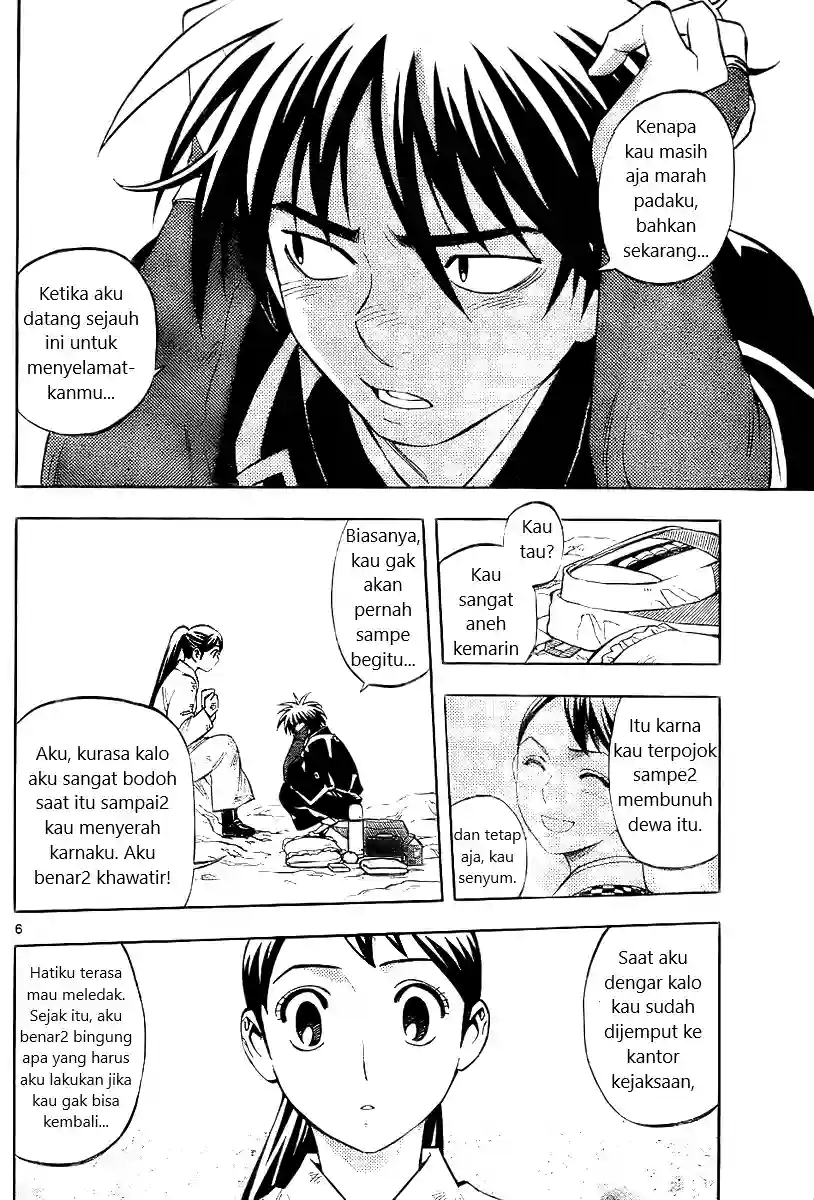 Kenapa
kau masih
aja marah
padaku,
bahkan
sekarang...
Ketika aku
datang sejauh
ini untuk
menyelamat-
kanmu...
Kau
tau?
Kau
sangat
aneh
kemarin
Biasanya,
kau gak
akan
pernah
sampe
begitu...
Aku, kurasa kalo
aku sangat bodoh
saat itu sampai2
kau menyerah
karnaku. Aku
benar2 khawatir!
Itu karna
kau terpojok
sampe2
membunuh
dewa itu.
dan tetap
aja, kau
senyum.
6
Saat aku
dengar kalo
kau sudah
dijemput ke
kantor
kejaksaan,
Hatiku terasa
mau meledak.
Sejak itu, aku
benar2 bingung
apa yang harus
aku lakukan jika
kau gak bisa
kembali...